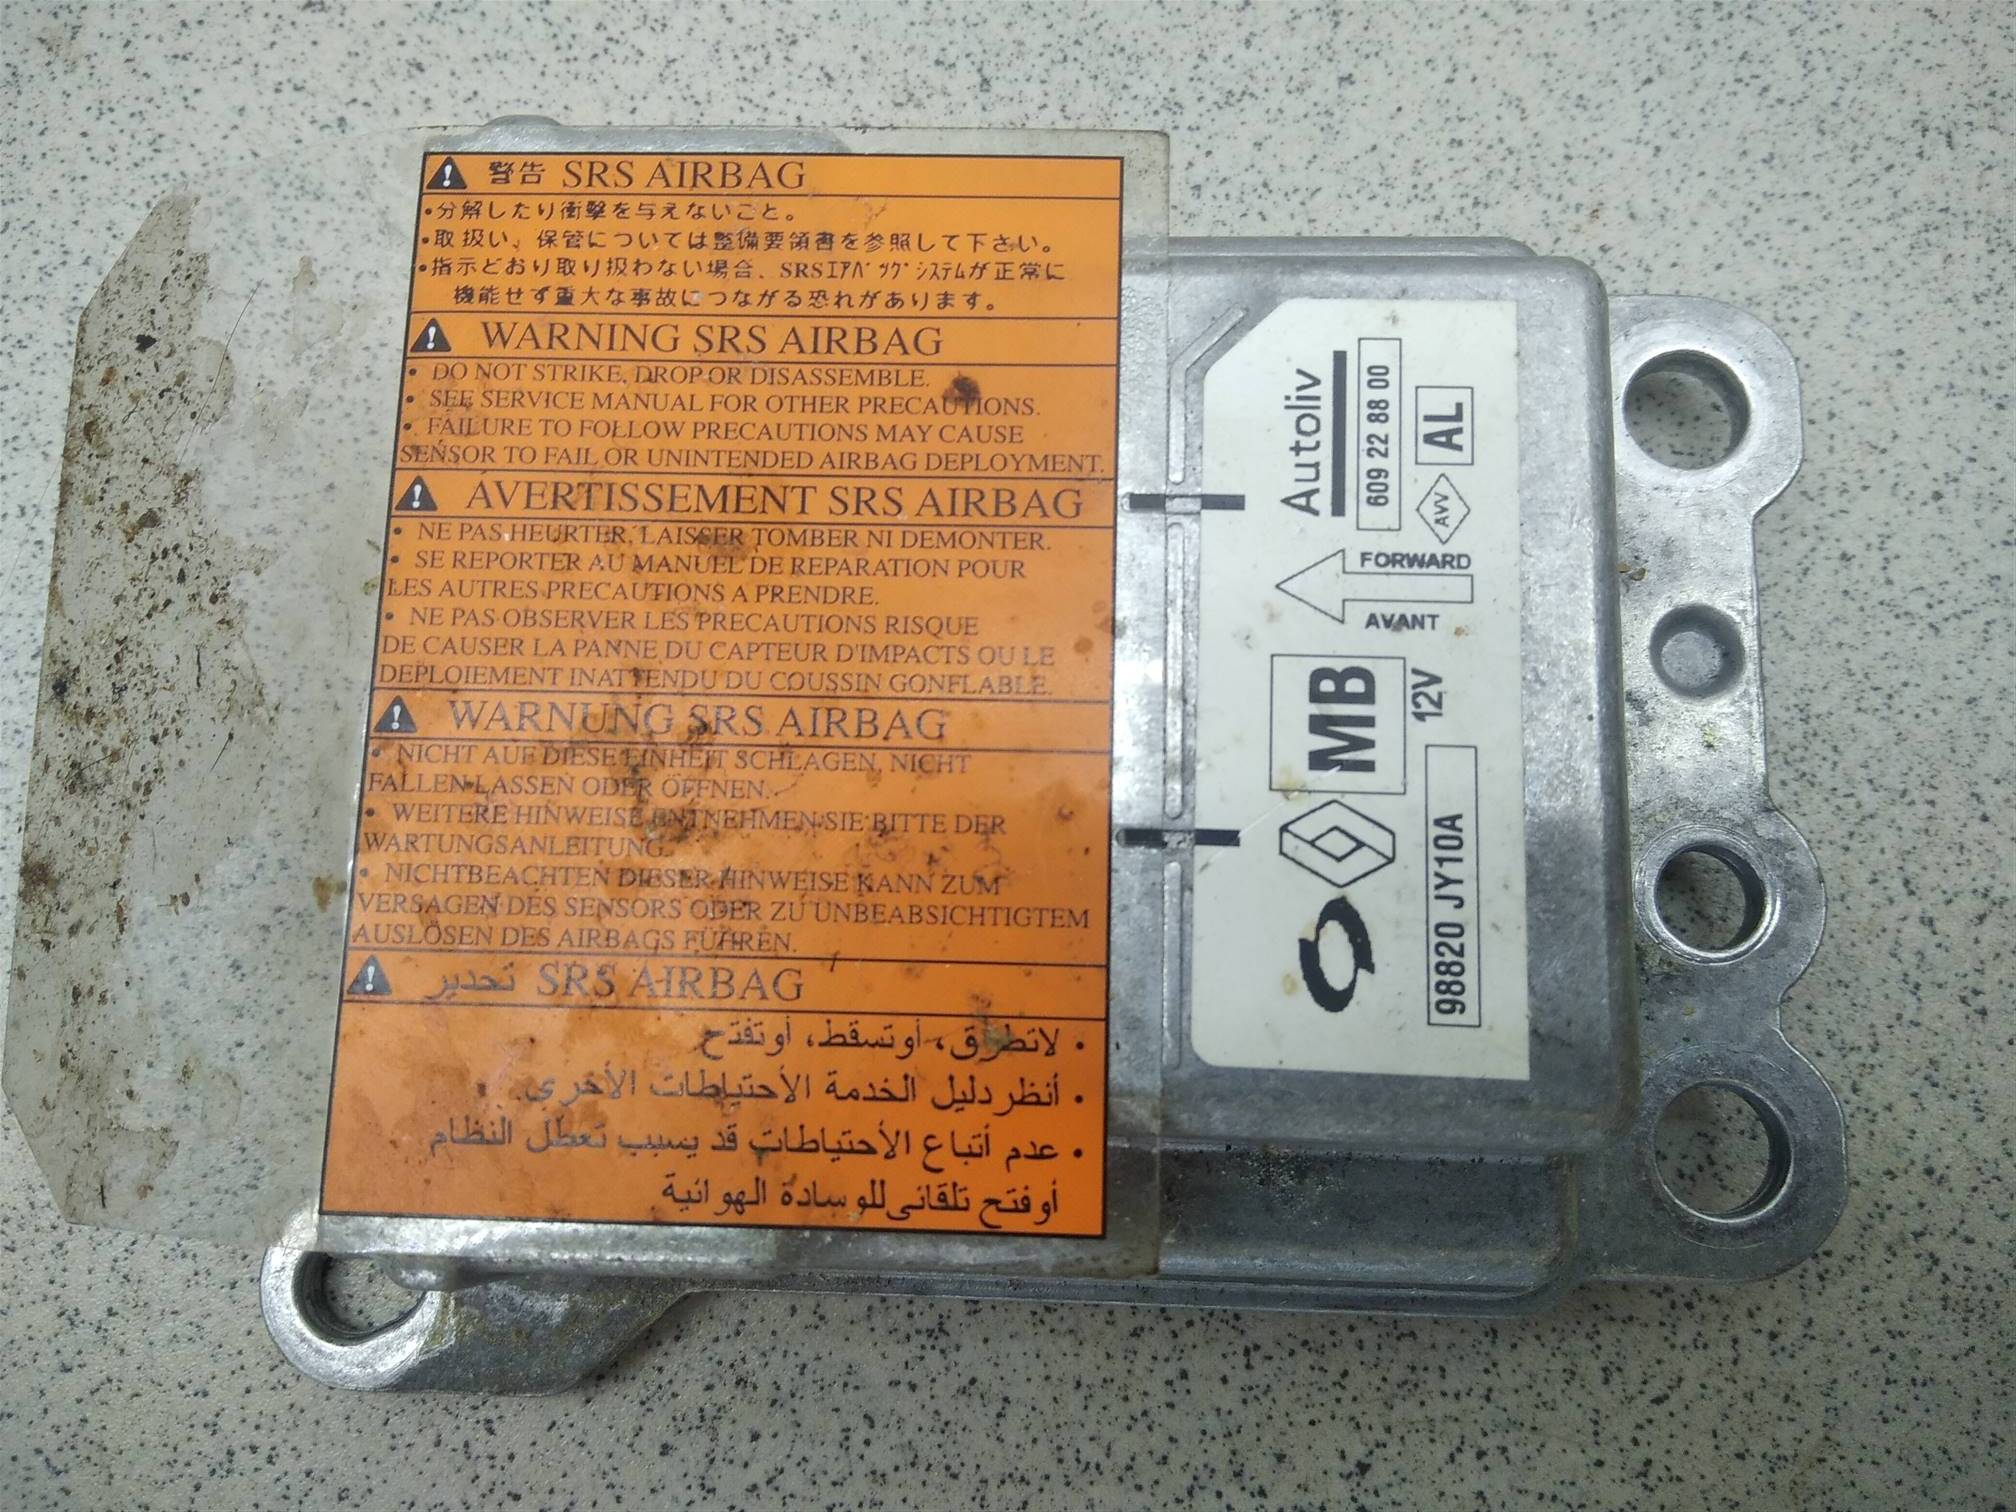 警告 SRS AIRBAG
・分解したり衝撃を与えないこと。
・取扱い、保管については整備要領書を参照して下さい。
・指示どおり取り扱わない場合、SRSエアバッグシステムが正常に
機能せず重大な事故につながる恐れがあります。
WARNING SRS AIRBAG
• DO NOT STRIKE, DROP OR DISASSEMBLE.
• SEE SERVICE MANUAL FOR OTHER PRECAUTIONS.
• FAILURE TO FOLLOW PRECAUTIONS MAY CAUSE
SENSOR TO FAIL OR UNINTENDED AIRBAG DEPLOYMENT.
AVERTISSEMENT SRS AIRBAG
• NE PAS HEURTER, LAISSER TOMBER NI DEMONTER.
• SE REPORTER AU MANUEL DE REPARATION POUR
LES AUTRES PRECAUTIONS A PRENDRE.
• NE PAS OBSERVER LES PRECAUTIONS RISQUE
DE CAUSER LA PANNE DU CAPTEUR D'IMPACTS OU LE
DEPLOIEMENT INATTENDU DU COUSSIN GONFLABLE.
WARNUNG SRS AIRBAG
• NICHT AUF DIESE EINHEIT SCHLAGEN, NICHT
FALLEN LASSEN ODER ÖFFNEN.
• WEITERE HINWEISE ENTNEHMEN SIE BITTE DER
WARTUNGSANLEITUNG.
• NICHTBEACHTEN DIESER HINWEISE KANN ZUM
VERSAGEN DES SENSORS ODER ZU UNBEABSICHTIGTEM
AUSLÖSEN DES AIRBAGS FÜHREN.
تحذير SRS AIRBAG
• لاتطرق، أوتسقط، أوتفتح
• أنظر دليل الخدمة الأحتياطات الأخرى.
• عدم أتباع الأحتياطات قد يسبب تعطل النظام
أوفتح تلقائى للوسادة الهوائية
Autoliv
609 22 88 00
AVV AL
FORWARD
AVANT
MB
12V
98820 JY10A